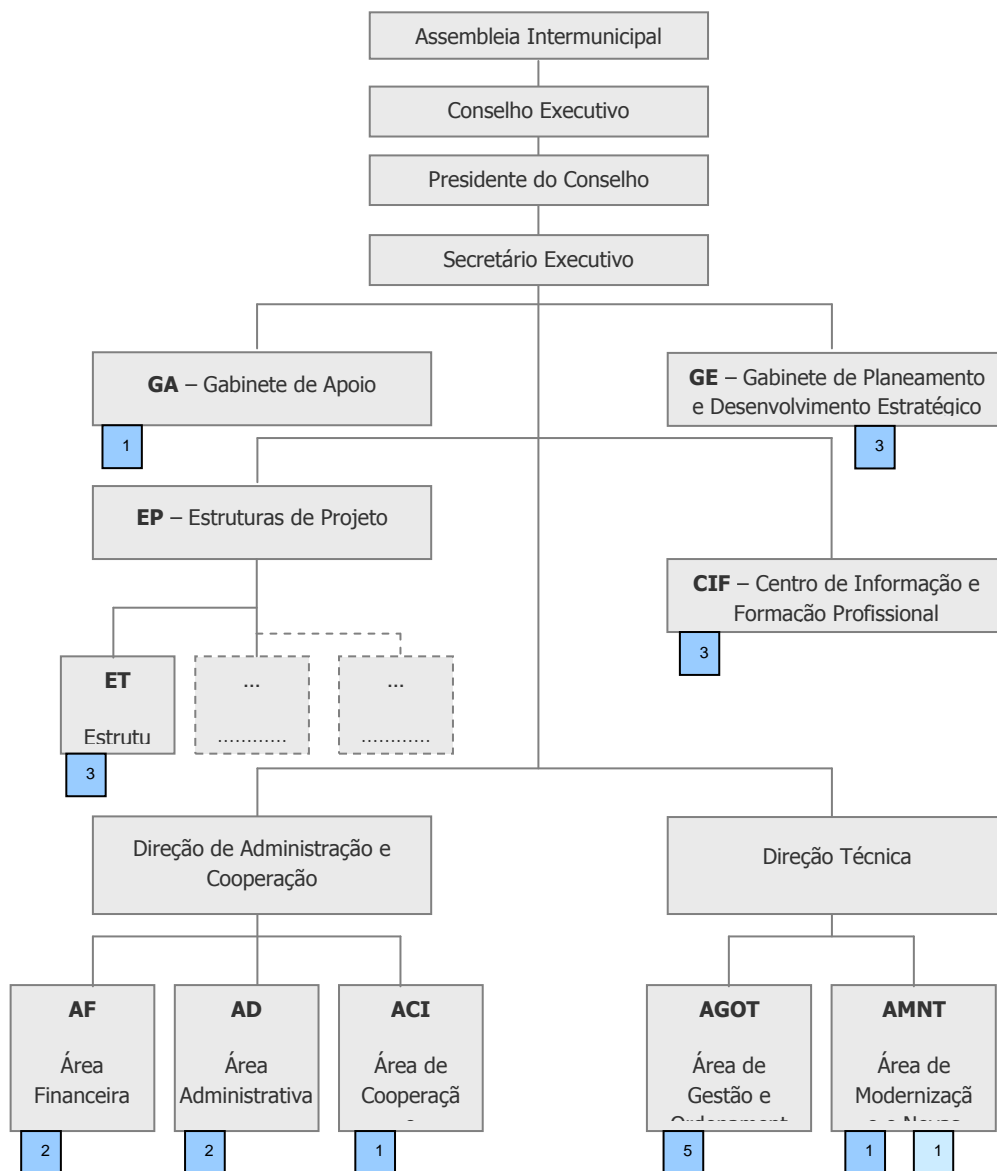 Assembleia Intermunicipal
Conselho Executivo
Presidente do Conselho
Secretário Executivo
GA – Gabinete de Apoio
1
GE – Gabinete de Planeamento
e Desenvolvimento Estratégico
3
EP – Estruturas de Projeto
CIF – Centro de Informação e
Formação Profissional
3
ET
Estrutu
3
...
............
...
............
Direção de Administração e
Cooperação
Direção Técnica
AF
Área
Financeira
2
AD
Área
Administrativa
2
ACI
Área de
Cooperaçã
1
AGOT
Área de
Gestão e
Ordenament
5
AMNT
Área de
Modernizaçã
o e Novas
1
1